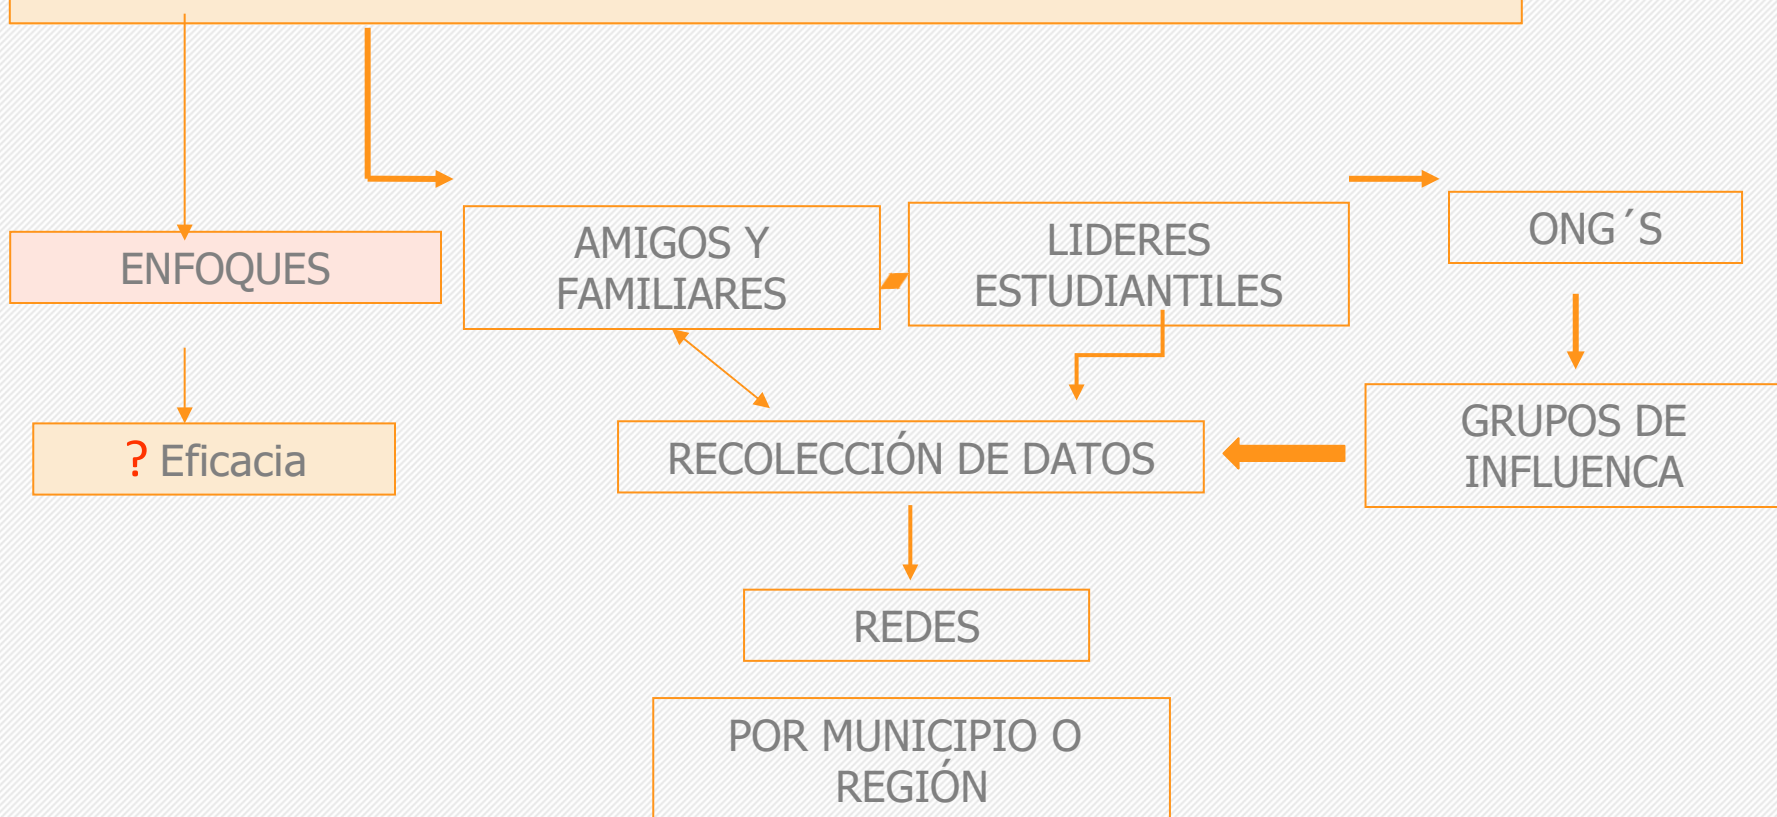 ENFOQUES
AMIGOS Y
FAMILIARES
LIDERES
ESTUDIANTILES
ONG´S
? Eficacia
RECOLECCIÓN DE DATOS
GRUPOS DE
INFLUENCA
REDES
POR MUNICIPIO O
REGIÓN